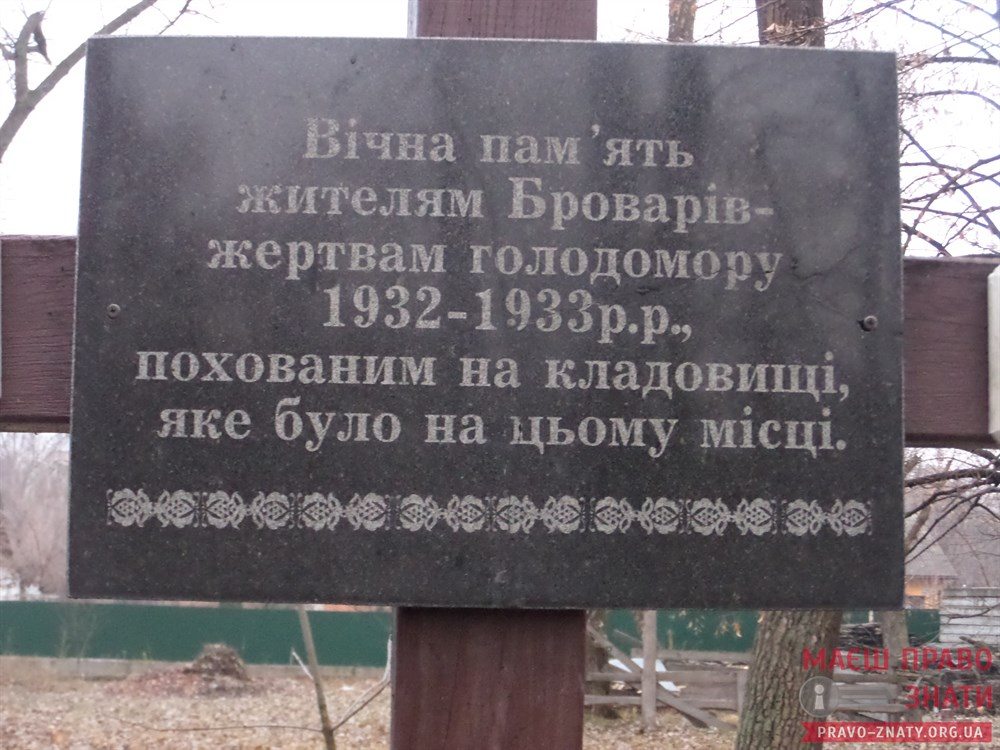 Вічна пам'ять
жителям Броварів-
жертвам голодомору
1932-1933р.р.,
похованим на кладовищі,
яке було на цьому місці.
МАЄШ ПРАВО
ЗНАТИ
PRAVO-ZNATY.ORG.UA